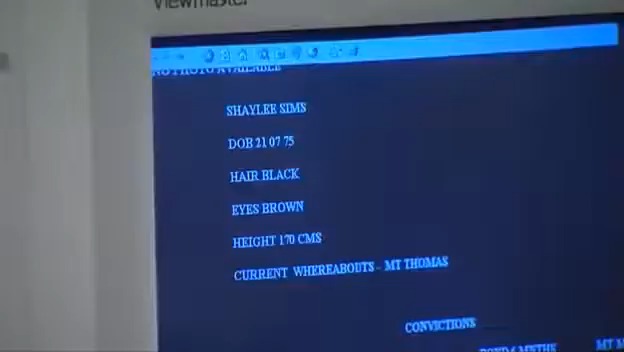 Viewmaster
NO PHOTO AVAILABLE
SHAYLEE SIMS
DOB 21 07 75
HAIR BLACK
EYES BROWN
HEIGHT 170 CMS
CURRENT WHEREABOUTS - MT THOMAS
CONVICTIONS
MT